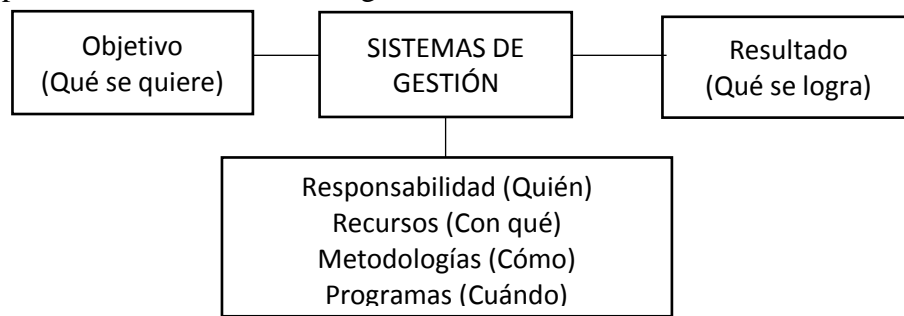 Objetivo
(Qué se quiere)
SISTEMAS DE
GESTIÓN
Resultado
(Qué se logra)
Responsabilidad (Quién)
Recursos (Con qué)
Metodologías (Cómo)
Programas (Cuándo)